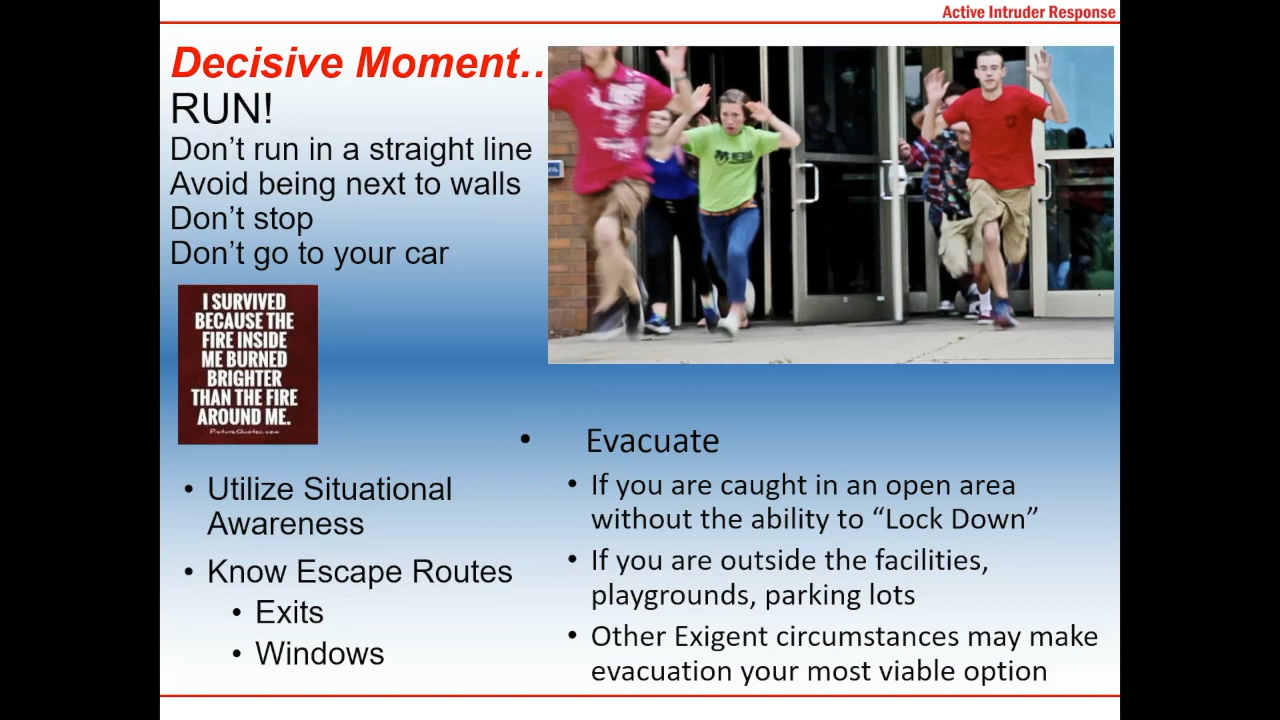 Active Intruder Response
Decisive Moment..
RUN!
Don’t run in a straight line
Avoid being next to walls
Don’t stop
Don’t go to your car
I SURVIVED
BECAUSE THE
FIRE INSIDE
ME BURNED
BRIGHTER
THAN THE FIRE
AROUND ME.
PictureQuotes.com
• Utilize Situational
Awareness
• Know Escape Routes
• Exits
• Windows
• Evacuate
• If you are caught in an open area
without the ability to “Lock Down”
• If you are outside the facilities,
playgrounds, parking lots
• Other Exigent circumstances may make
evacuation your most viable option